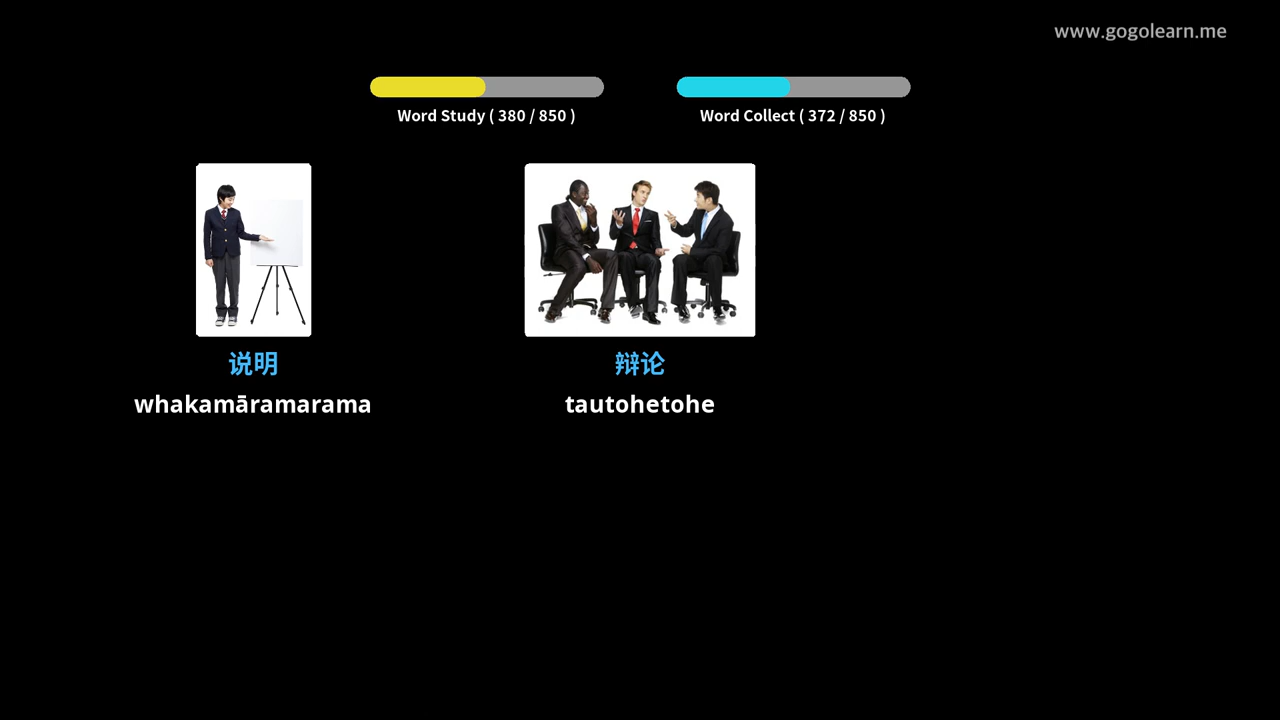 www.gogolearn.me
Word Study ( 380 / 850 )
Word Collect ( 372 / 850 )
说明
whakamāramarama
辩论
tautohetohe